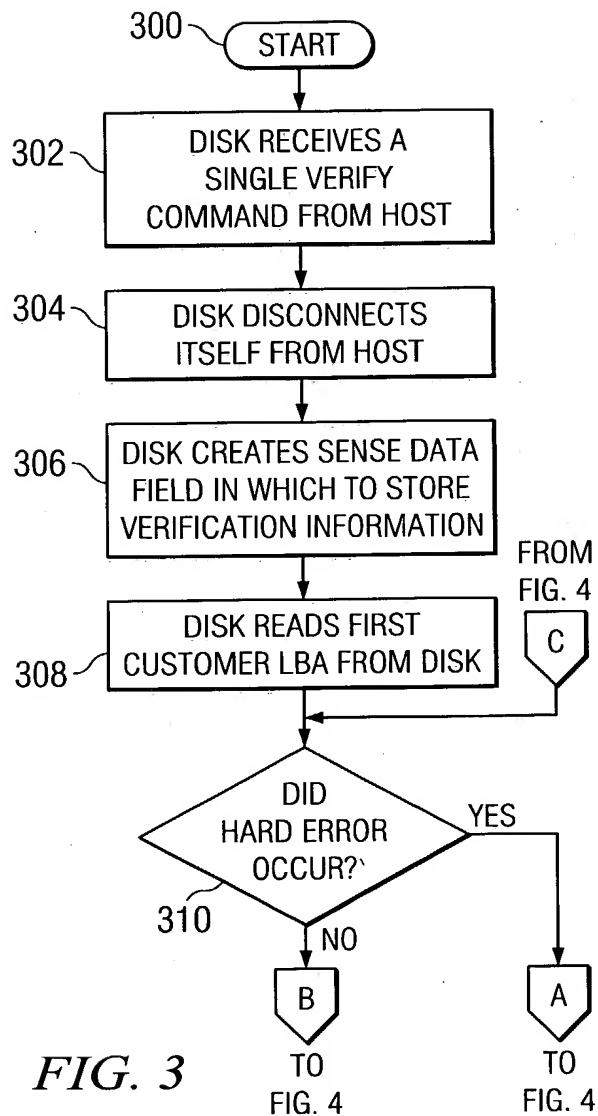 300
START
302
DISK RECEIVES A
SINGLE VERIFY
COMMAND FROM HOST
304
DISK DISCONNECTS
ITSELF FROM HOST
306
DISK CREATES SENSE DATA
FIELD IN WHICH TO STORE
VERIFICATION INFORMATION
FROM
FIG. 4
C
308
DISK READS FIRST
CUSTOMER LBA FROM DISK
DID
HARD ERROR
OCCUR?
YES
310
NO
B
A
TO
FIG. 4
TO
FIG. 4
FIG. 3